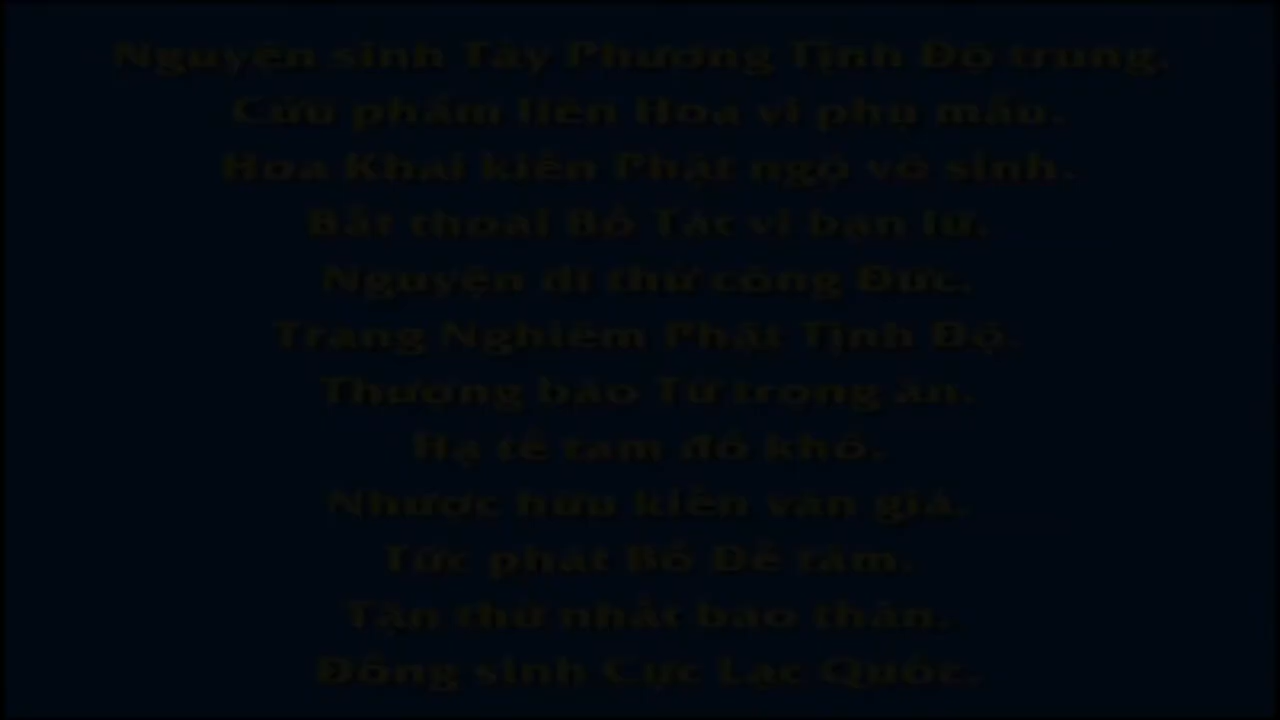 Nguyện sinh Tây Phương Tịnh Độ trung.
Cửu phẩm liên Hoa vi phụ mẫu.
Hoa Khai kiến Phật ngộ vô sinh.
Bất thoái Bồ Tác vi bạn lữ.
Nguyện dĩ thử công Đức.
Trang Nghiêm Phật Tịnh Độ.
Thượng báo Tứ trọng ân.
Hạ tế tam đồ khổ.
Nhược hữu kiến văn giả.
Tức phát Bồ Đề tâm.
Tận thử nhất báo thân.
Đồng sinh Cực Lạc Quốc.